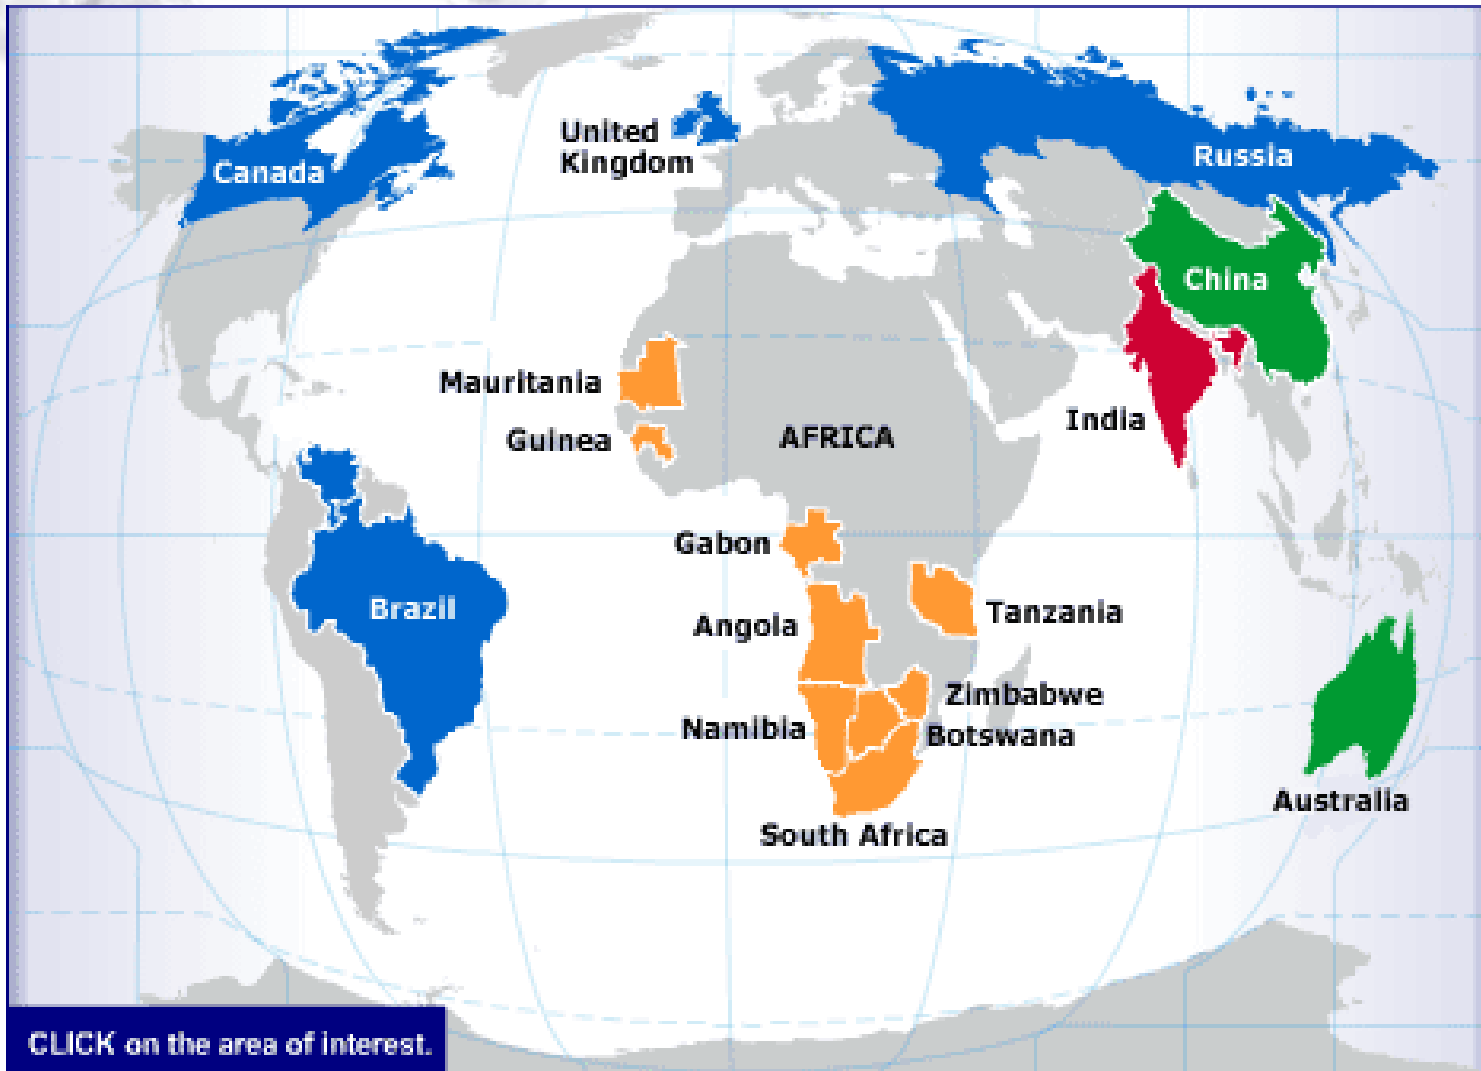 United
Kingdom
Canada
Russia
China
Mauritania
India
Guinea
AFRICA
Gabon
Brazil
Angola
Tanzania
Zimbabwe
Namibia
Botswana
Australia
South Africa
CLICK on the area of interest.